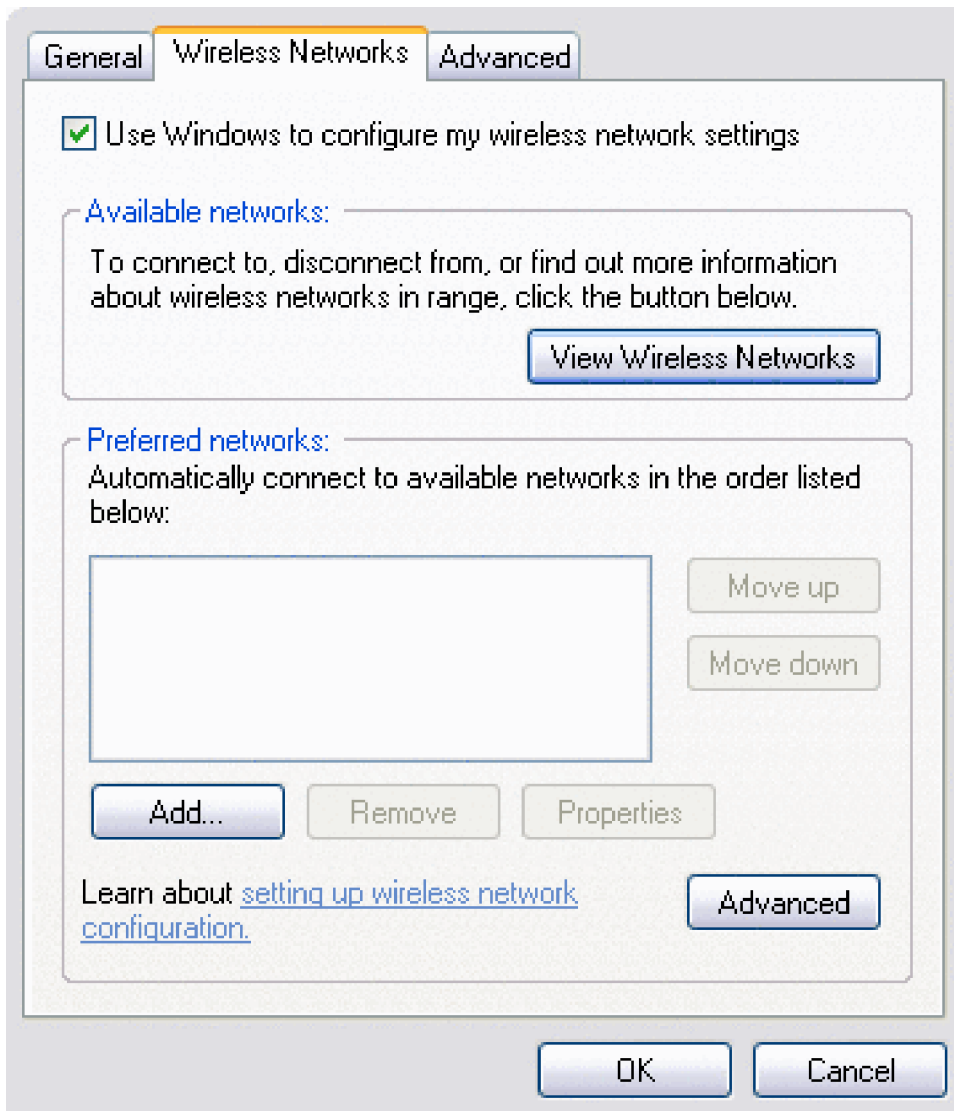 General
Wireless Networks
Advanced
Use Windows to configure my wireless network settings
Available networks:
To connect to, disconnect from, or find out more information
about wireless networks in range, click the button below.
View Wireless Networks
Preferred networks:
Automatically connect to available networks in the order listed
below:
Move up
Move down
Add...
Remove
Properties
Learn about setting up wireless network
configuration.
Advanced
OK
Cancel